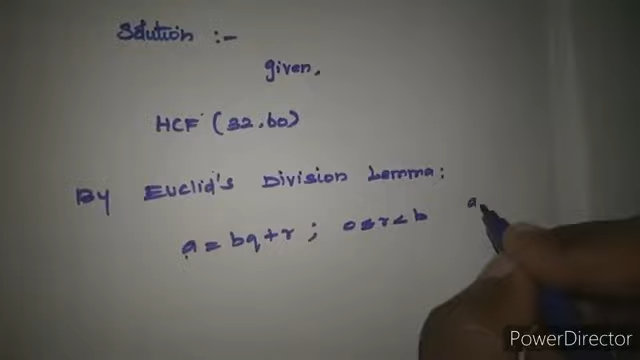 Solution :-
given,
HCF (32,60)
By Euclid's Division Lemma:
a = bq+r ; 0≤r<b a
PowerDirector